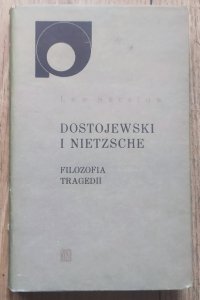 DOSTOJEWSKI
I NIETZSCHE
FILOZOFIA
TRAGEDII